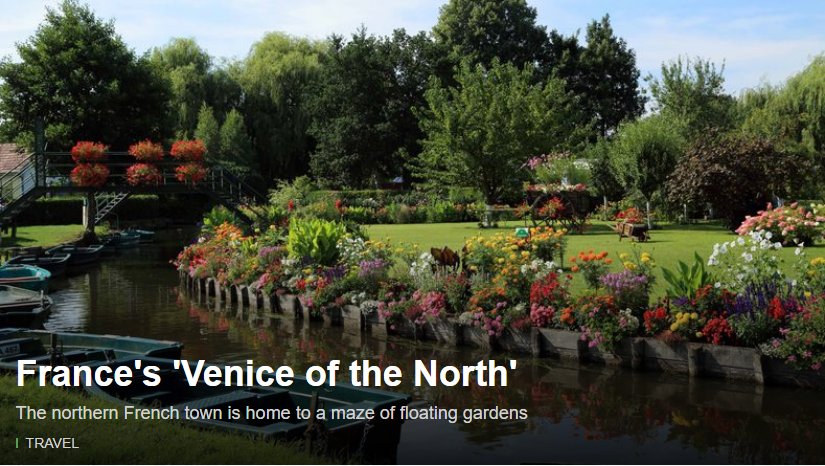 France's 'Venice of the North'
The northern French town is home to a maze of floating gardens
TRAVEL